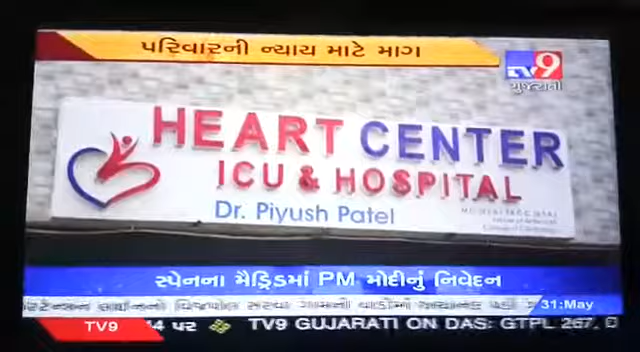 પરિવારની ન્યાય માટે માગ
TV9
ગુજરાતી
HEART CENTER
ICU & HOSPITAL
Dr. Piyush Patel
સ્પેનના મૈડ્રિડમાં PM મોદીનું નિવેદન
31:May
TV9 પર TV9 GUJARATI ON DAS: GTPL 267, D